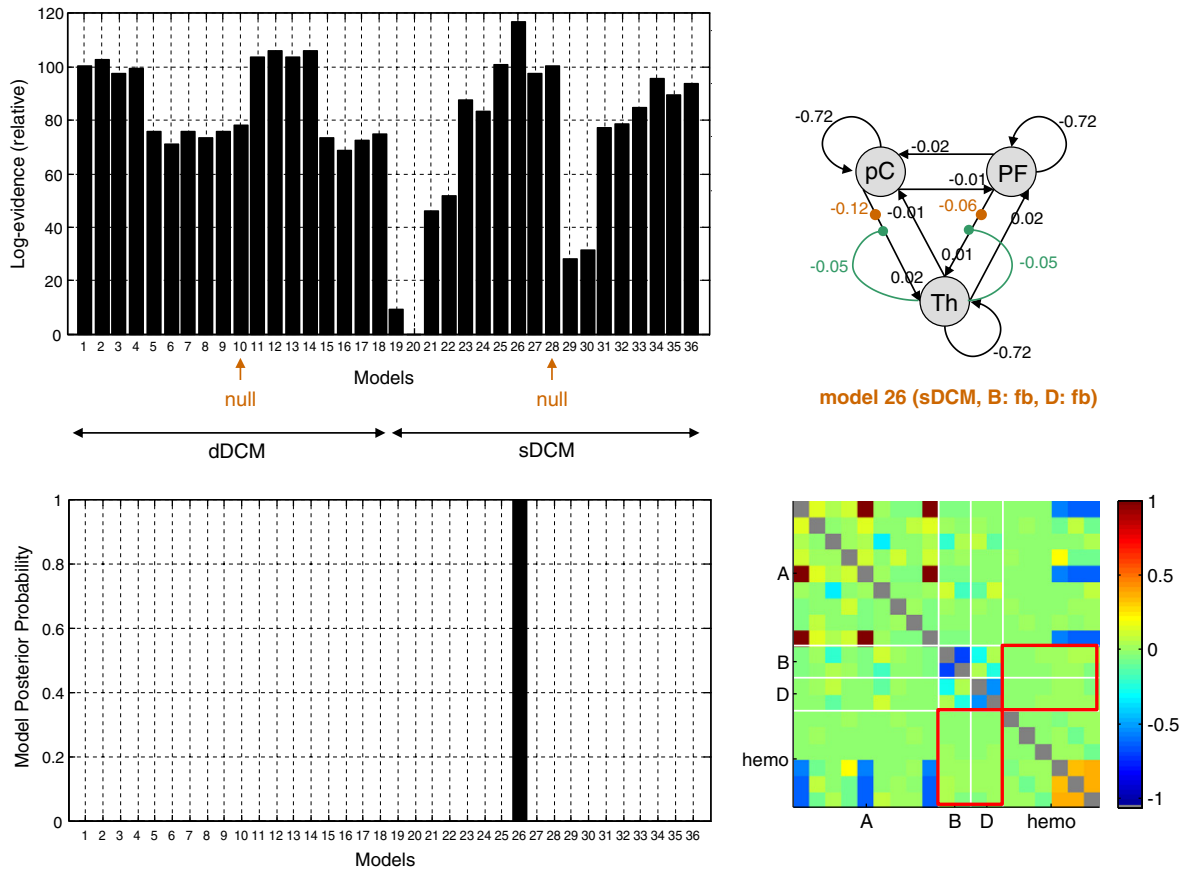 120
100
80
60
40
20
0
Log-evidence (relative)
1 2 3 4 5 6 7 8 9 10 11 12 13 14 15 16 17 18 19 20 21 22 23 24 25 26 27 28 29 30 31 32 33 34 35 36
Models
null
null
dDCM
sDCM
-0.72
-0.72
-0.02
pC
PF
-0.01
-0.12
-0.01
-0.06
0.02
-0.05
0.01
-0.05
0.02
Th
-0.72
model 26 (sDCM, B: fb, D: fb)
1
0.8
0.6
0.4
0.2
0
Model Posterior Probability
1 2 3 4 5 6 7 8 9 10 11 12 13 14 15 16 17 18 19 20 21 22 23 24 25 26 27 28 29 30 31 32 33 34 35 36
Models
A
B
D
hemo
A B D hemo
1
0.5
0
-0.5
-1